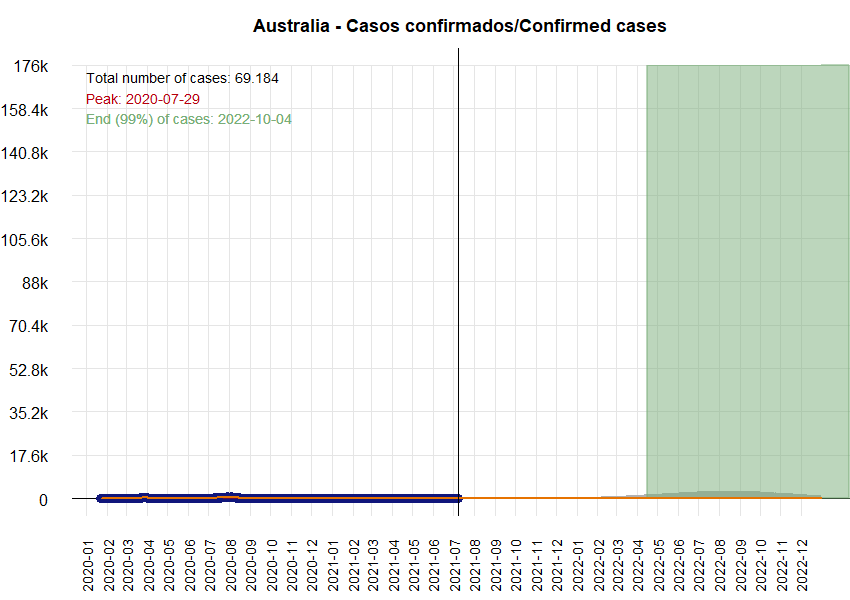 Australia - Casos confirmados/Confirmed cases
Total number of cases: 69.184
Peak: 2020-07-29
End (99%) of cases: 2022-10-04
176k
158.4k
140.8k
123.2k
105.6k
88k
70.4k
52.8k
35.2k
17.6k
0
2020-01
2020-02
2020-03
2020-04
2020-05
2020-06
2020-07
2020-08
2020-09
2020-10
2020-11
2020-12
2021-01
2021-02
2021-03
2021-04
2021-05
2021-06
2021-07
2021-08
2021-09
2021-10
2021-11
2021-12
2022-01
2022-02
2022-03
2022-04
2022-05
2022-06
2022-07
2022-08
2022-09
2022-10
2022-11
2022-12